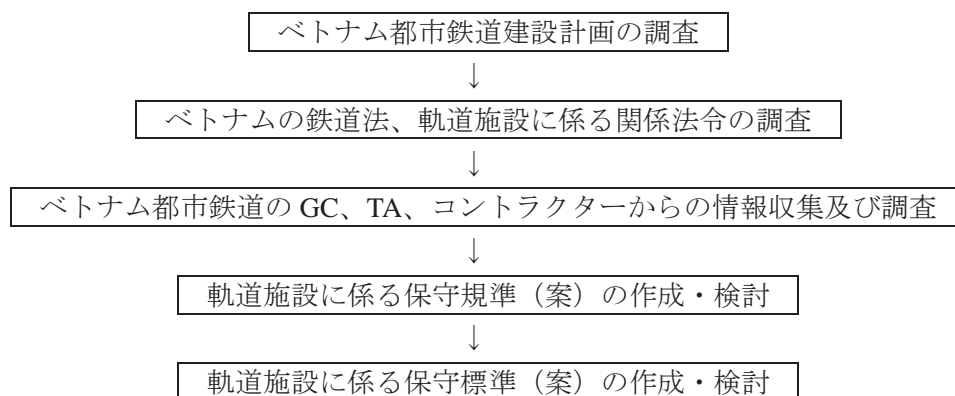 ベトナム都市鉄道建設計画の調査
↓
ベトナムの鉄道法、軌道施設に係る関係法令の調査
↓
ベトナム都市鉄道の GC、TA、コントラクターからの情報収集及び調査
↓
軌道施設に係る保守規準（案）の作成・検討
↓
軌道施設に係る保守標準（案）の作成・検討